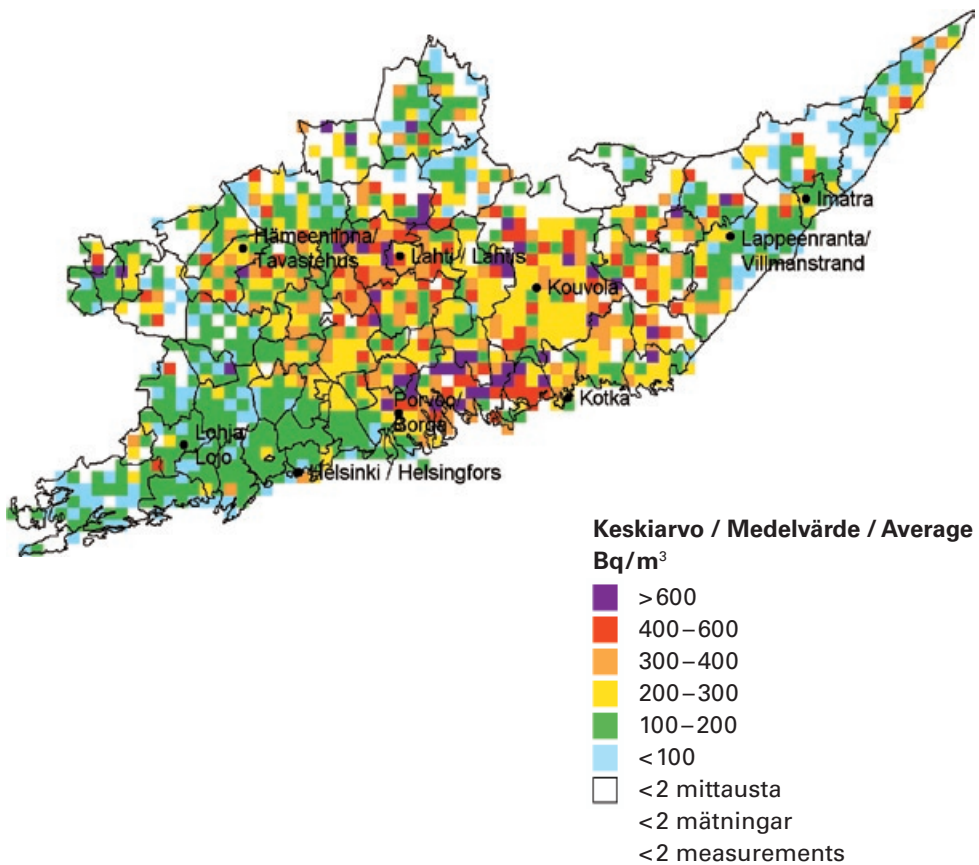 Imatra
Hämeenlinna/
Tavastehus
Lahti / Lahtis
Lappeenranta/
Villmanstrand
Kouvola
Porvoo/
Borgå
Kotka
Lohja/
Lojo
Helsinki / Helsingfors
Keskiarvo / Medelvärde / Average
Bq/m³
>600
400–600
300–400
200–300
100–200
<100
<2 mittausta
<2 mätningar
<2 measurements